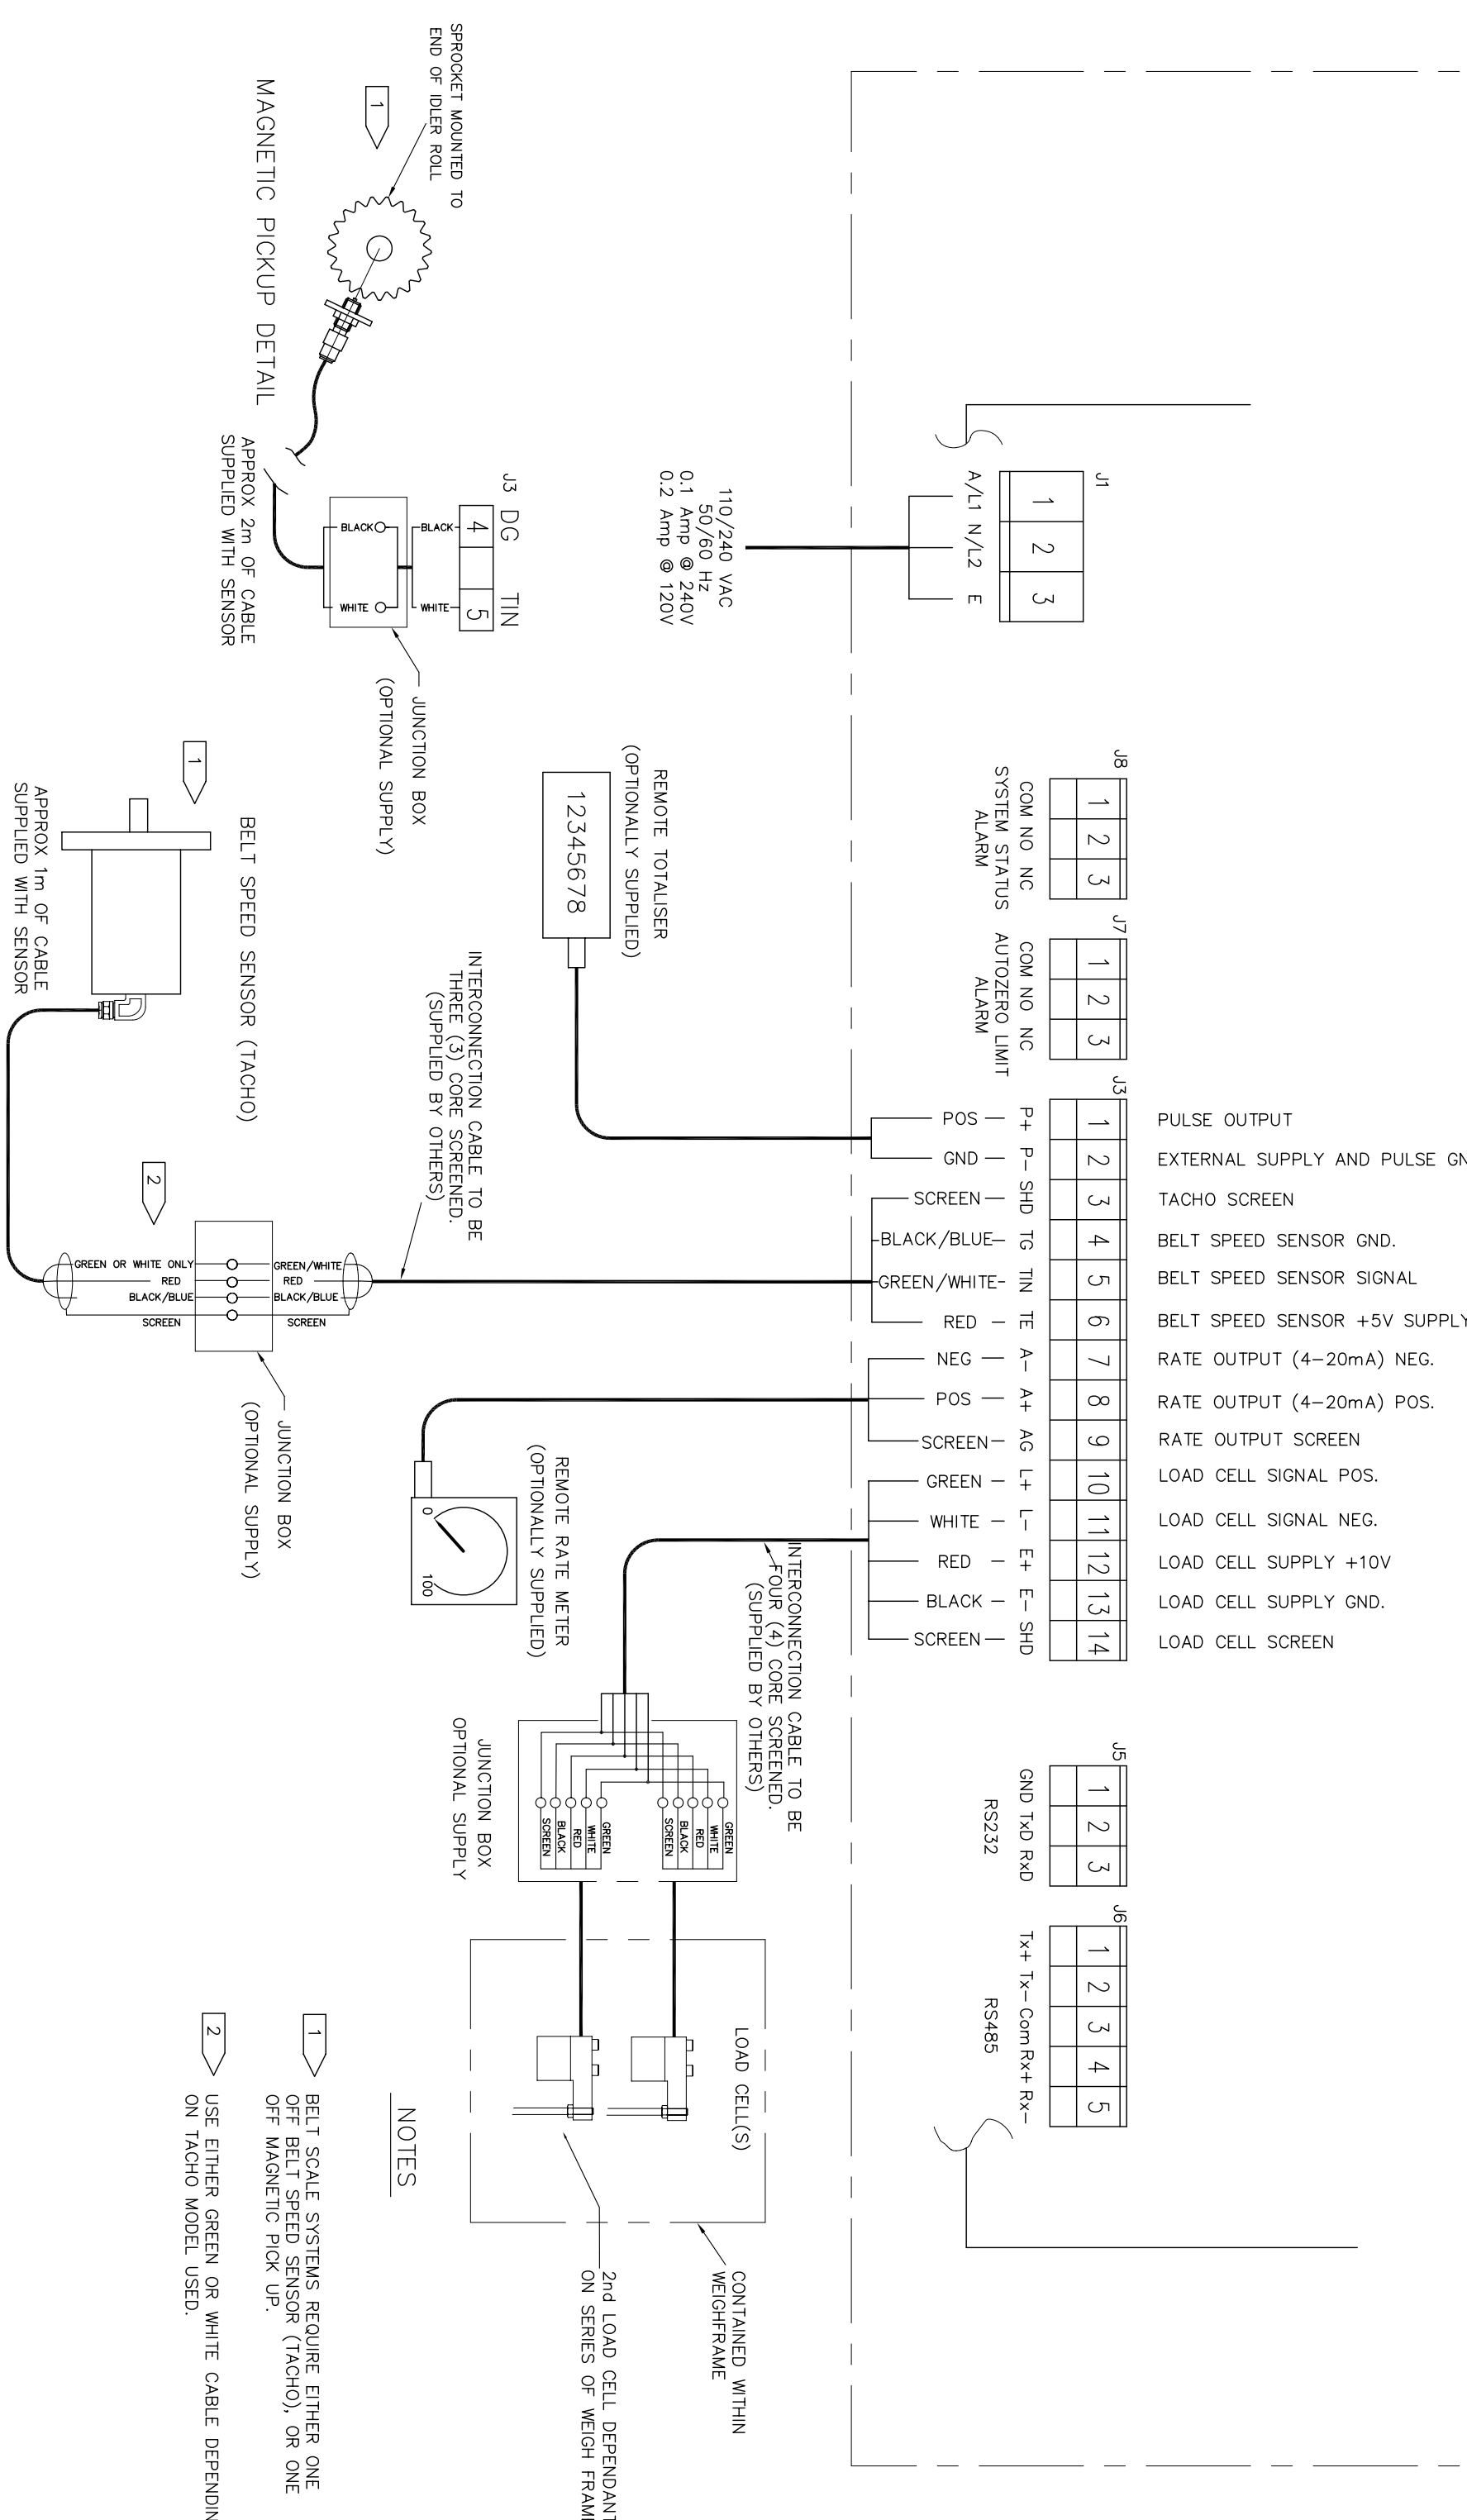 J1
1 2 3
A/L1 N/L2 E
110/240 VAC
50/60 Hz
0.1 Amp @ 240V
0.2 Amp @ 120V
J8
1 2 3
COM NO NC
SYSTEM STATUS
ALARM
J7
1 2 3
COM NO NC
AUTOZERO LIMIT
ALARM
J3
1 2 3 4 5 6 7 8 9 10 11 12 13 14
PULSE OUTPUT
EXTERNAL SUPPLY AND PULSE
TACHO SCREEN
BELT SPEED SENSOR GND.
BELT SPEED SENSOR SIGNAL
BELT SPEED SENSOR +5V SUPPLY
RATE OUTPUT (4-20mA) NEG.
RATE OUTPUT (4-20mA) POS.
RATE OUTPUT SCREEN
LOAD CELL SIGNAL POS.
LOAD CELL SIGNAL NEG.
LOAD CELL SUPPLY +10V
LOAD CELL SUPPLY GND.
LOAD CELL SCREEN
P+ P- SHD TG TIN TE A- A+ AG L+ L- E+ E- SHD
POS
GND
SCREEN
BLACK/BLUE
GREEN/WHITE
RED
NEG
POS
SCREEN
GREEN
WHITE
RED
BLACK
SCREEN
J5
1 2 3
GND TxD RxD
RS232
J6
1 2 3 4 5
Tx+ Tx- Com Rx+ Rx-
RS485
SPROCKET MOUNTED TO
END OF IDLER ROLL
1
MAGNETIC PICKUP DETAIL
APPROX 2m OF CABLE
SUPPLIED WITH SENSOR
J3 DG TIN
4 5
BLACK WHITE
BLACK WHITE
JUNCTION BOX
(OPTIONAL SUPPLY)
REMOTE TOTALISER
(OPTIONALLY SUPPLIED)
12345678
INTERCONNECTION CABLE TO BE
THREE (3) CORE SCREENED.
(SUPPLIED BY OTHERS)
1
BELT SPEED SENSOR (TACHO)
APPROX 1m OF CABLE
SUPPLIED WITH SENSOR
2
GREEN OR WHITE ONLY
RED
BLACK/BLUE
SCREEN
GREEN/WHITE
RED
BLACK/BLUE
SCREEN
JUNCTION BOX
(OPTIONAL SUPPLY)
REMOTE RATE METER
(OPTIONALLY SUPPLIED)
0 100
INTERCONNECTION CABLE TO BE
FOUR (4) CORE SCREENED.
(SUPPLIED BY OTHERS)
JUNCTION BOX
OPTIONAL SUPPLY
GREEN
WHITE
RED
BLACK
SCREEN
GREEN
WHITE
RED
BLACK
SCREEN
LOAD CELL(S)
CONTAINED WITHIN
WEIGHFRAME
2nd LOAD CELL DEPENDANT
ON SERIES OF WEIGH
NOTES
1
BELT SCALE SYSTEMS REQUIRE EITHER ONE
OFF BELT SPEED SENSOR (TACHO), OR ONE
OFF MAGNETIC PICK UP.
2
USE EITHER GREEN OR WHITE CABLE
ON TACHO MODEL USED.